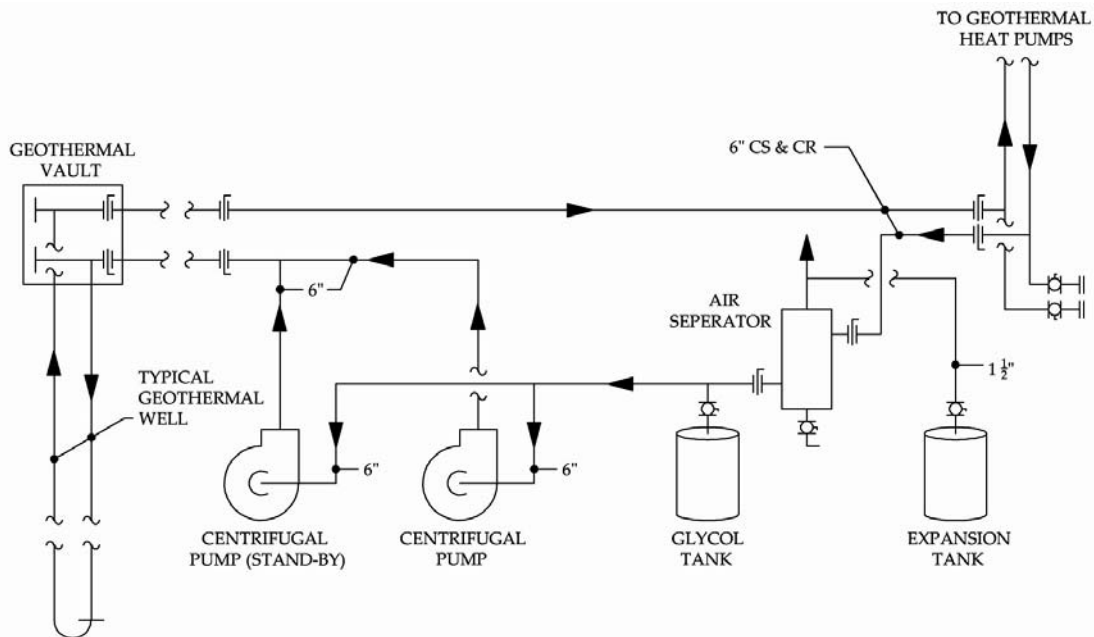 TO GEOTHERMAL
HEAT PUMPS
GEOTHERMAL
VAULT
6" CS & CR
6"
AIR
SEPERATOR
TYPICAL
GEOTHERMAL
WELL
1 1/2"
6"
6"
CENTRIFUGAL
PUMP (STAND-BY)
CENTRIFUGAL
PUMP
GLYCOL
TANK
EXPANSION
TANK